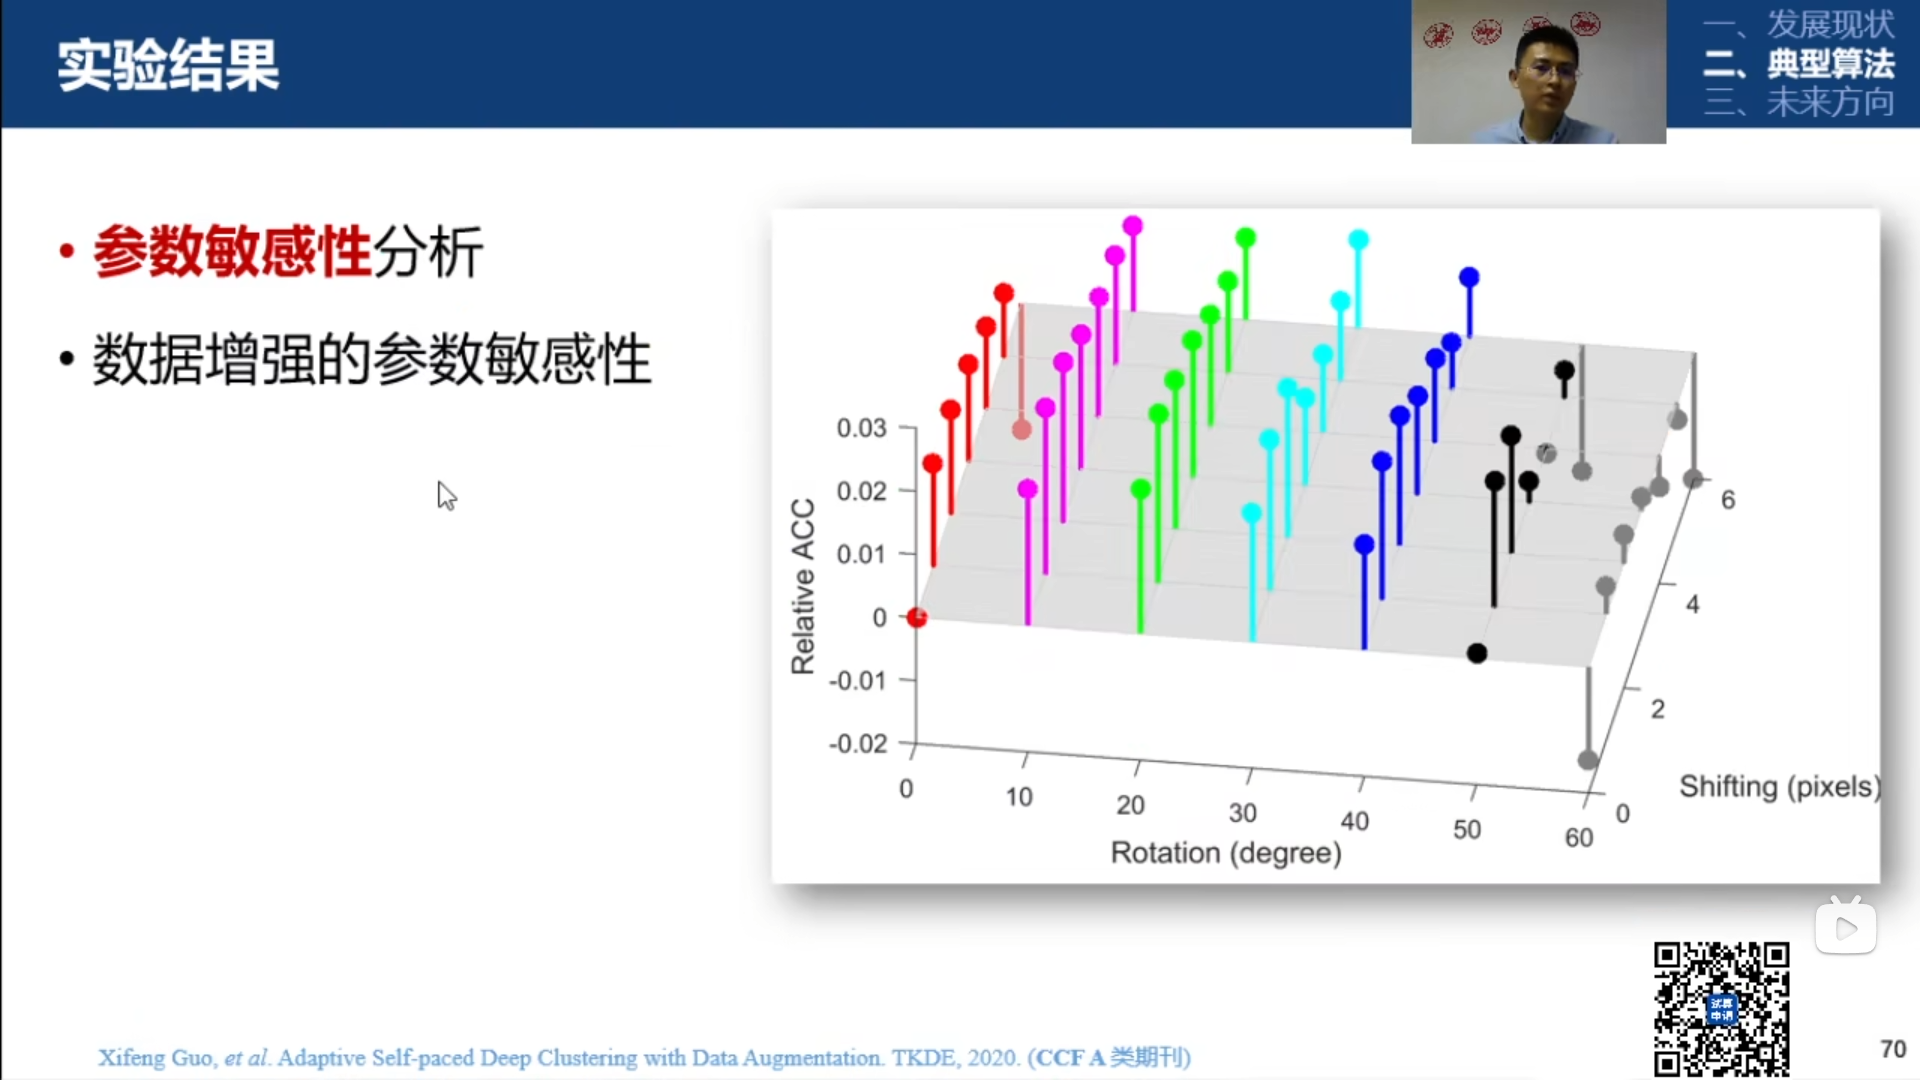 实验结果
一、发展现状
二、典型算法
三、未来方向
• 参数敏感性分析
• 数据增强的参数敏感性
0.03
0.02
0.01
0
-0.01
-0.02
Relative ACC
0
10
20
30
40
50
60
Rotation (degree)
0
2
4
6
Shifting (pixels)
试算
申请
Xifeng Guo, et al. Adaptive Self-paced Deep Clustering with Data Augmentation. TKDE, 2020. (CCF A 类期刊)
70